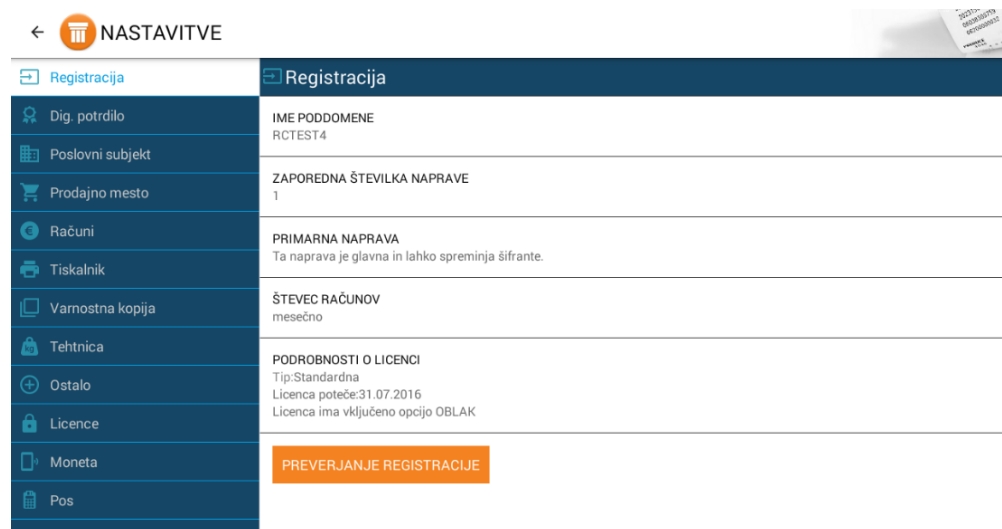 NASTAVITVE
Registracija
Dig. potrdilo
Poslovni subjekt
Prodajno mesto
Računi
Tiskalnik
Varnostna kopija
kg
Tehtnica
Ostalo
Licence
Moneta
Pos
Registracija
IME PODDOMENE
RCTEST4
ZAPOREDNA ŠTEVILKA NAPRAVE
1
PRIMARNA NAPRAVA
Ta naprava je glavna in lahko spreminja šifrante.
ŠTEVEC RAČUNOV
mesečno
PODROBNOSTI O LICENCI
Tip:Standardna
Licenca poteče:31.07.2016
Licenca ima vključeno opcijo OBLAK
PREVERJANJE REGISTRACIJE